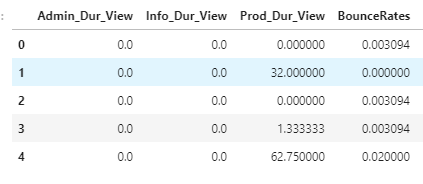 :
Admin_Dur_View Info_Dur_View Prod_Dur_View BounceRates
0 0.0 0.0 0.000000 0.003094
1 0.0 0.0 32.000000 0.000000
2 0.0 0.0 0.000000 0.003094
3 0.0 0.0 1.333333 0.003094
4 0.0 0.0 62.750000 0.020000